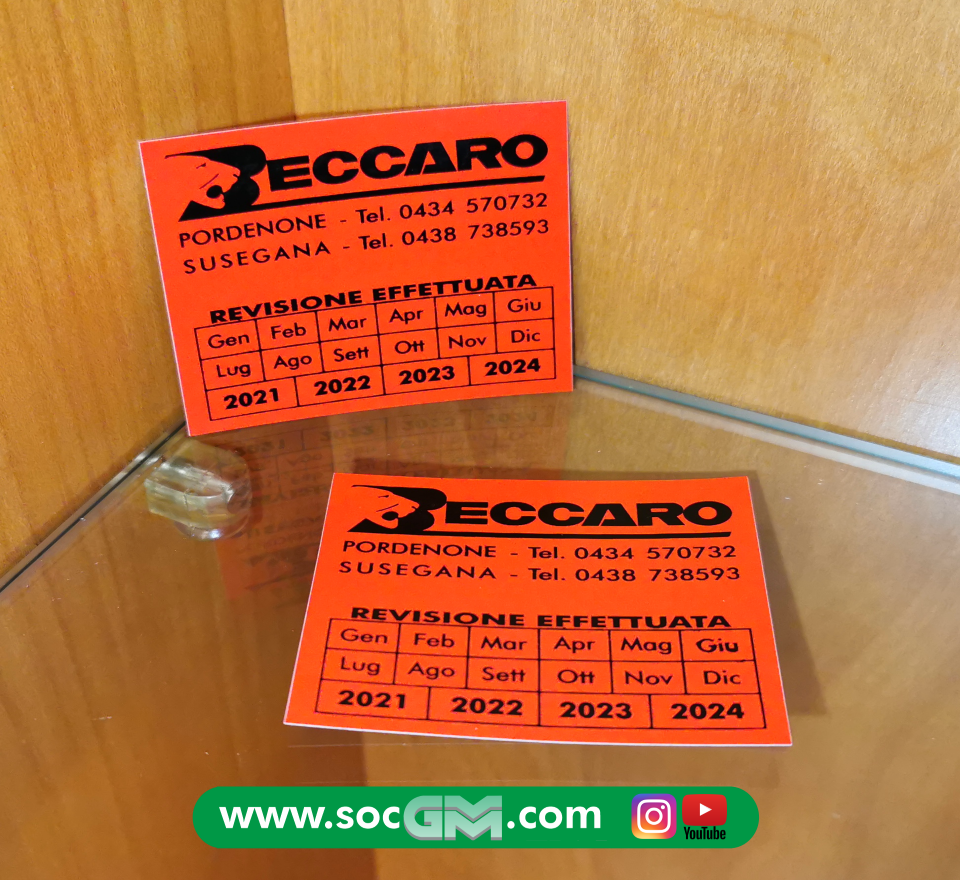 BECCARO
PORDENONE - Tel. 0434 570732
SUSEGANA - Tel. 0438 738593
REVISIONE EFFETTUATA
Gen Feb Mar Apr Mag Giu
Lug Ago Sett Ott Nov Dic
2021 2022 2023 2024
BECCARO
PORDENONE - Tel. 0434 570732
SUSEGANA - Tel. 0438 738593
REVISIONE EFFETTUATA
Gen Feb Mar Apr Mag Giu
Lug Ago Sett Ott Nov Dic
2021 2022 2023 2024
www.socGM.com
YouTube